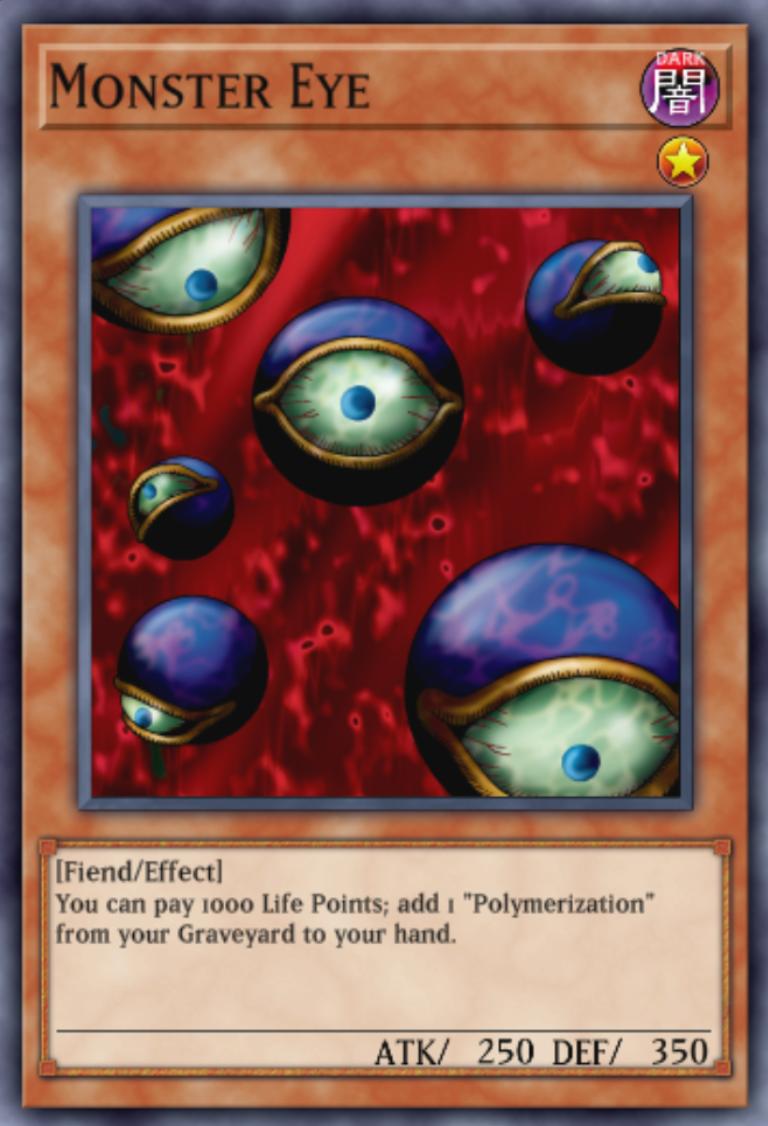 Monster Eye
DARK
闇
[Fiend/Effect]
You can pay 1000 Life Points; add 1 "Polymerization"
from your Graveyard to your hand.
ATK/ 250 DEF/ 350